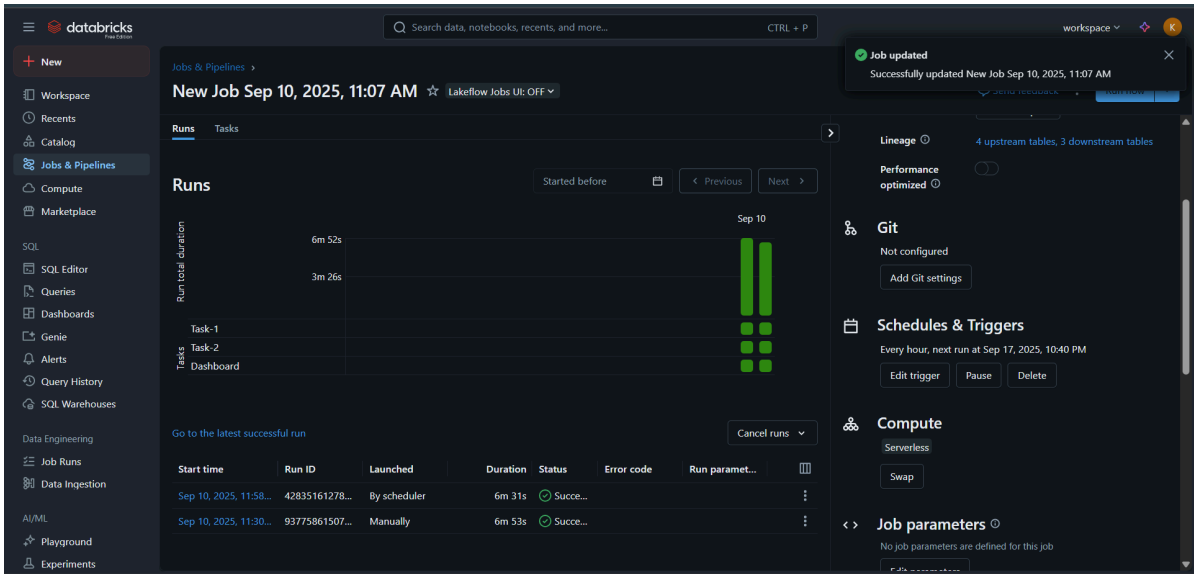 databricks
Free Edition
Search data, notebooks, recents, and more...
CTRL + P
workspace
K
Job updated
Successfully updated New Job Sep 10, 2025, 11:07 AM
New
Workspace
Recents
Catalog
Jobs & Pipelines
Compute
Marketplace
SQL
SQL Editor
Queries
Dashboards
Genie
Alerts
Query History
SQL Warehouses
Data Engineering
Job Runs
Data Ingestion
AI/ML
Playground
Experiments
Jobs & Pipelines ›
New Job Sep 10, 2025, 11:07 AM
Lakeflow Jobs UI: OFF
Send feedback
Run now
Runs
Tasks
Runs
Started before
Previous
Next
Sep 10
Run total duration
6m 52s
3m 26s
Tasks
Task-1
Task-2
Dashboard
Go to the latest successful run
Cancel runs
Start time Run ID Launched Duration Status Error code Run paramet...
Sep 10, 2025, 11:58... 42835161278... By scheduler 6m 31s Succe...
Sep 10, 2025, 11:30... 93775861507... Manually 6m 53s Succe...
Lineage
4 upstream tables, 3 downstream tables
Performance
optimized
Git
Not configured
Add Git settings
Schedules & Triggers
Every hour, next run at Sep 17, 2025, 10:40 PM
Edit trigger
Pause
Delete
Compute
Serverless
Swap
Job parameters
No job parameters are defined for this job
Edit parameters